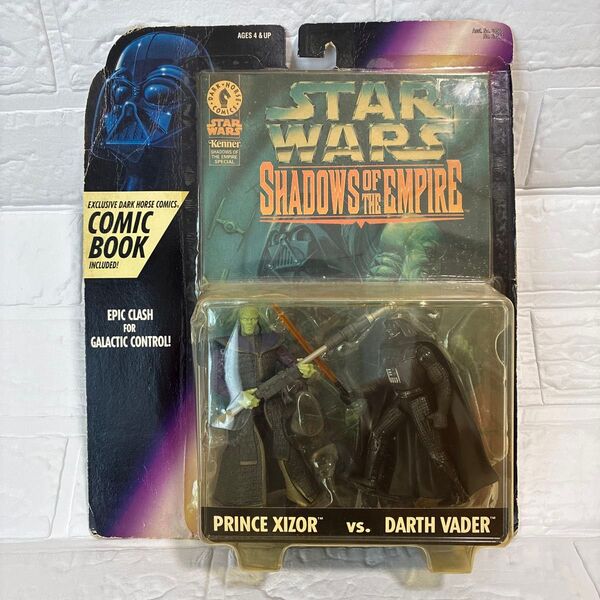 AGES 4 & UP
DARK HORSE COMICS
STAR WARS
Kenner
SHADOWS OF
THE EMPIRE
SPECIAL
STAR
WARS
SHADOWS OF THE EMPIRE
EXCLUSIVE DARK HORSE COMICS
COMIC
BOOK
INCLUDED!
EPIC CLASH
FOR
GALACTIC CONTROL!
PRINCE XIZOR™ vs. DARTH VADER™